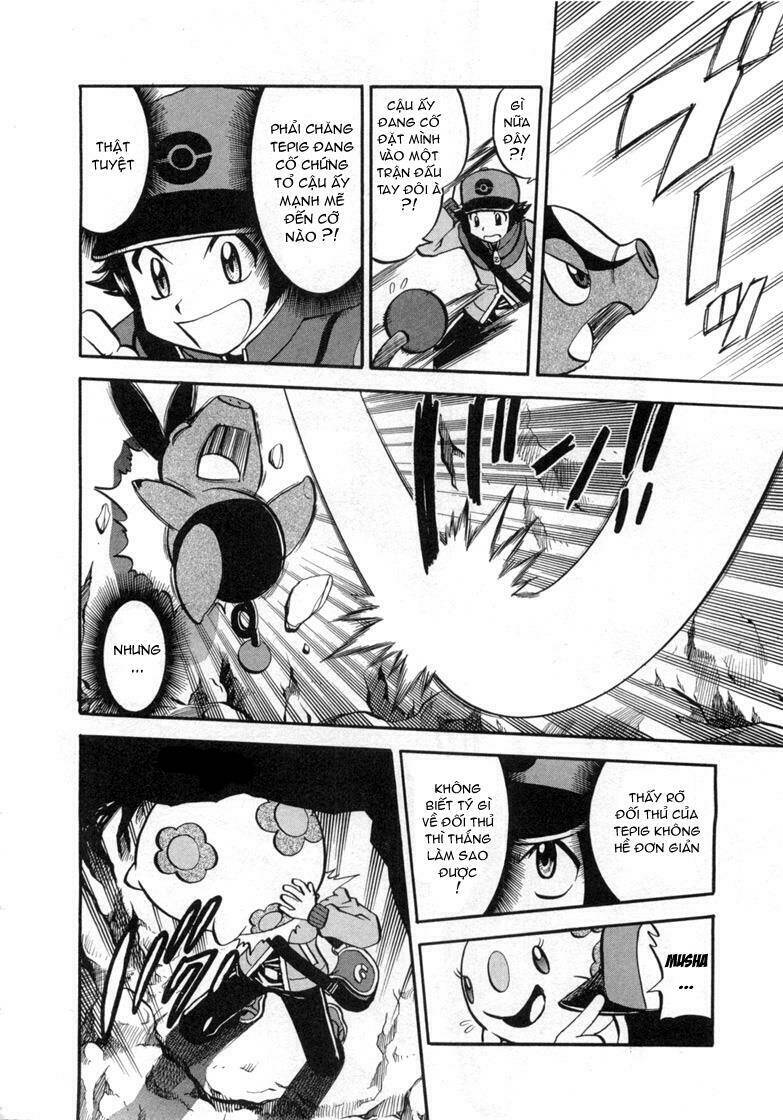 GÌ
NỮA
ĐÂY
?!
CẬU ẤY
ĐANG CỐ
ĐẶT MÌNH
VÀO MỘT
TRẬN ĐẤU
TAY ĐÔI À
?!
PHẢI CHĂNG
TEPIG ĐANG
CỐ CHỨNG
TỎ CẬU ẤY
MẠNH MẼ
ĐẾN CỠ
NÀO ?!
THẬT
TUYỆT
NHƯNG
...
THẤY RÕ
ĐỐI THỦ CỦA
TEPIG KHÔNG
HỀ ĐƠN GIẢN
KHÔNG
BIẾT TÝ GÌ
VỀ ĐỐI THỦ
THÌ THẮNG
LÀM SAO
ĐƯỢC
!
MUSHA
...